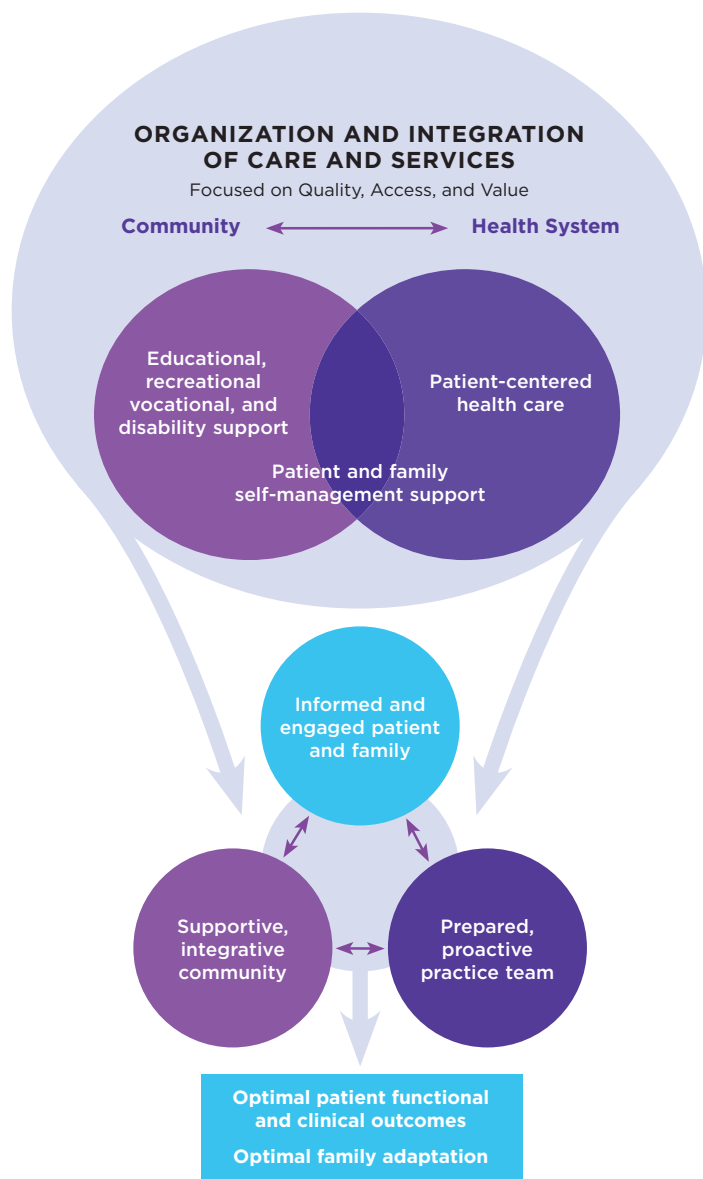 ORGANIZATION AND INTEGRATION
OF CARE AND SERVICES
Focused on Quality, Access, and Value
Community
Health System
Educational,
recreational
vocational, and
disability support
Patient-centered
health care
Patient and family
self-management support
Informed and
engaged patient
and family
Supportive,
integrative
community
Prepared,
proactive
practice team
Optimal patient functional
and clinical outcomes
Optimal family adaptation